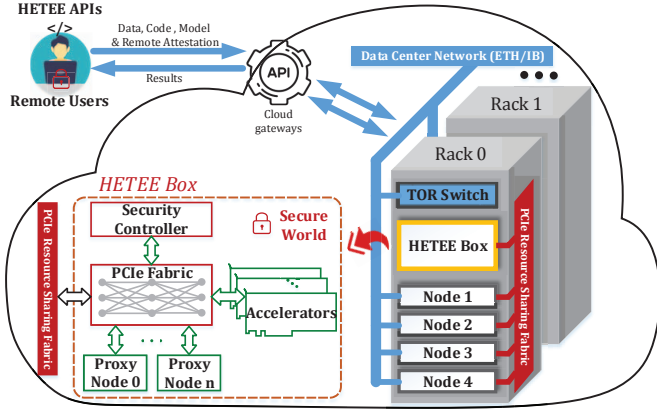 HETEE APIs
</>
Remote Users
Data, Code , Model
& Remote Attestation
Results
API
Cloud
gateways
Data Center Network (ETH/IB)
Rack 1
Rack 0
TOR Switch
HETEE Box
Node 1
Node 2
Node 3
Node 4
PCIe Resource Sharing Fabric
HETEE Box
Secure
World
Security
Controller
PCIe Fabric
Accelerators
Proxy
Node 0
...
Proxy
Node n
PCIe Resource Sharing Fabric